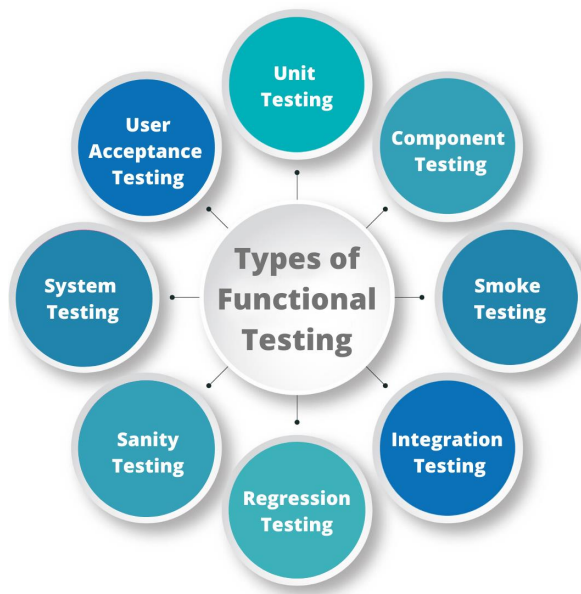 Types of
Functional
Testing
Unit
Testing
Component
Testing
Smoke
Testing
Integration
Testing
Regression
Testing
Sanity
Testing
System
Testing
User
Acceptance
Testing